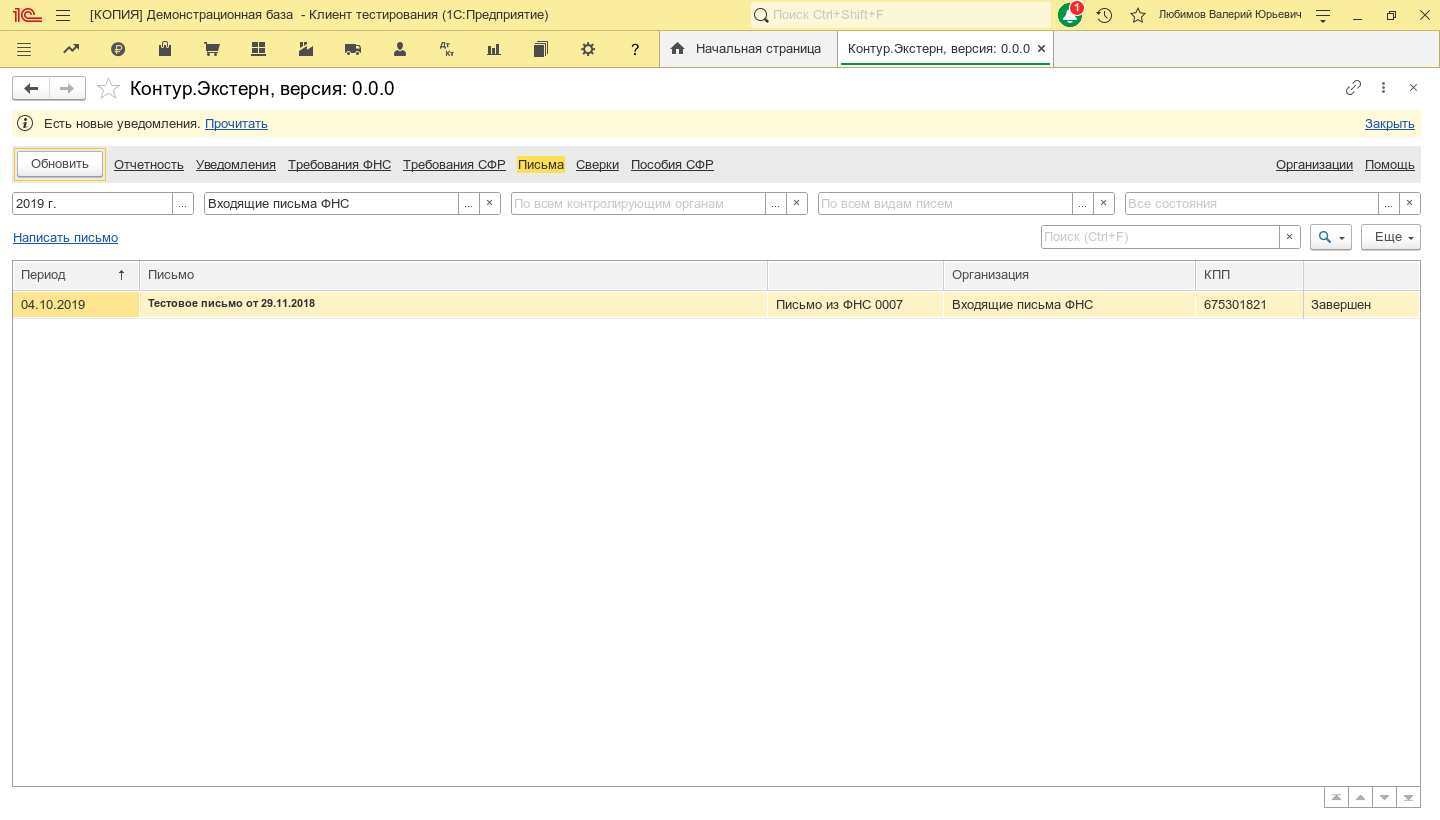 1С [КОПИЯ] Демонстрационная база - Клиент тестирования (1С:Предприятие) Поиск Ctrl+Shift+F 1 Любимов Валерий Юрьевич
₽ Дт Кт ? Начальная страница Контур.Экстерн, версия: 0.0.0 ×
Контур.Экстерн, версия: 0.0.0
Есть новые уведомления. Прочитать Закрыть
Обновить Отчетность Уведомления Требования ФНС Требования СФР Письма Сверки Пособия СФР Организации Помощь
2019 г. ... Входящие письма ФНС ... × По всем контролирующим органам ... × По всем видам писем ... × Все состояния ... ×
Написать письмо Поиск (Ctrl+F) × Еще
Период ↑ Письмо Организация КПП
04.10.2019 Тестовое письмо от 29.11.2018 Письмо из ФНС 0007 Входящие письма ФНС 675301821 Завершен